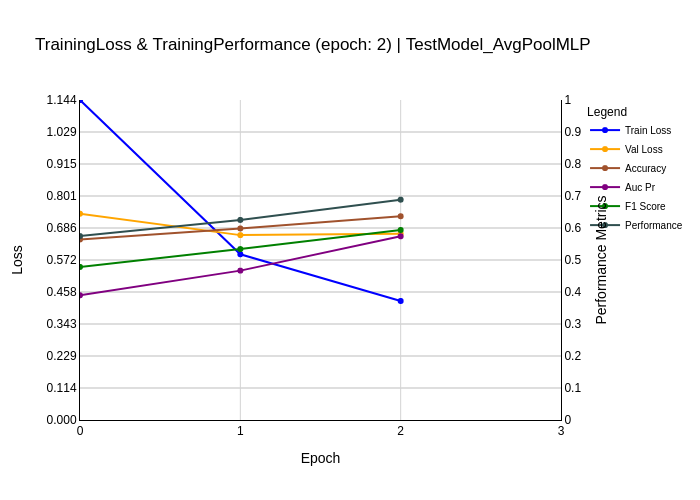 TrainingLoss & TrainingPerformance (epoch: 2) | TestModel_AvgPoolMLP
Loss
1.144
1.029
0.915
0.801
0.686
0.572
0.458
0.343
0.229
0.114
0.000
0
1
2
3
Epoch
1
0.9
0.8
0.7
0.6
0.5
0.4
0.3
0.2
0.1
0
Performance Metrics
Legend
Train Loss
Val Loss
Accuracy
Auc Pr
F1 Score
Performance